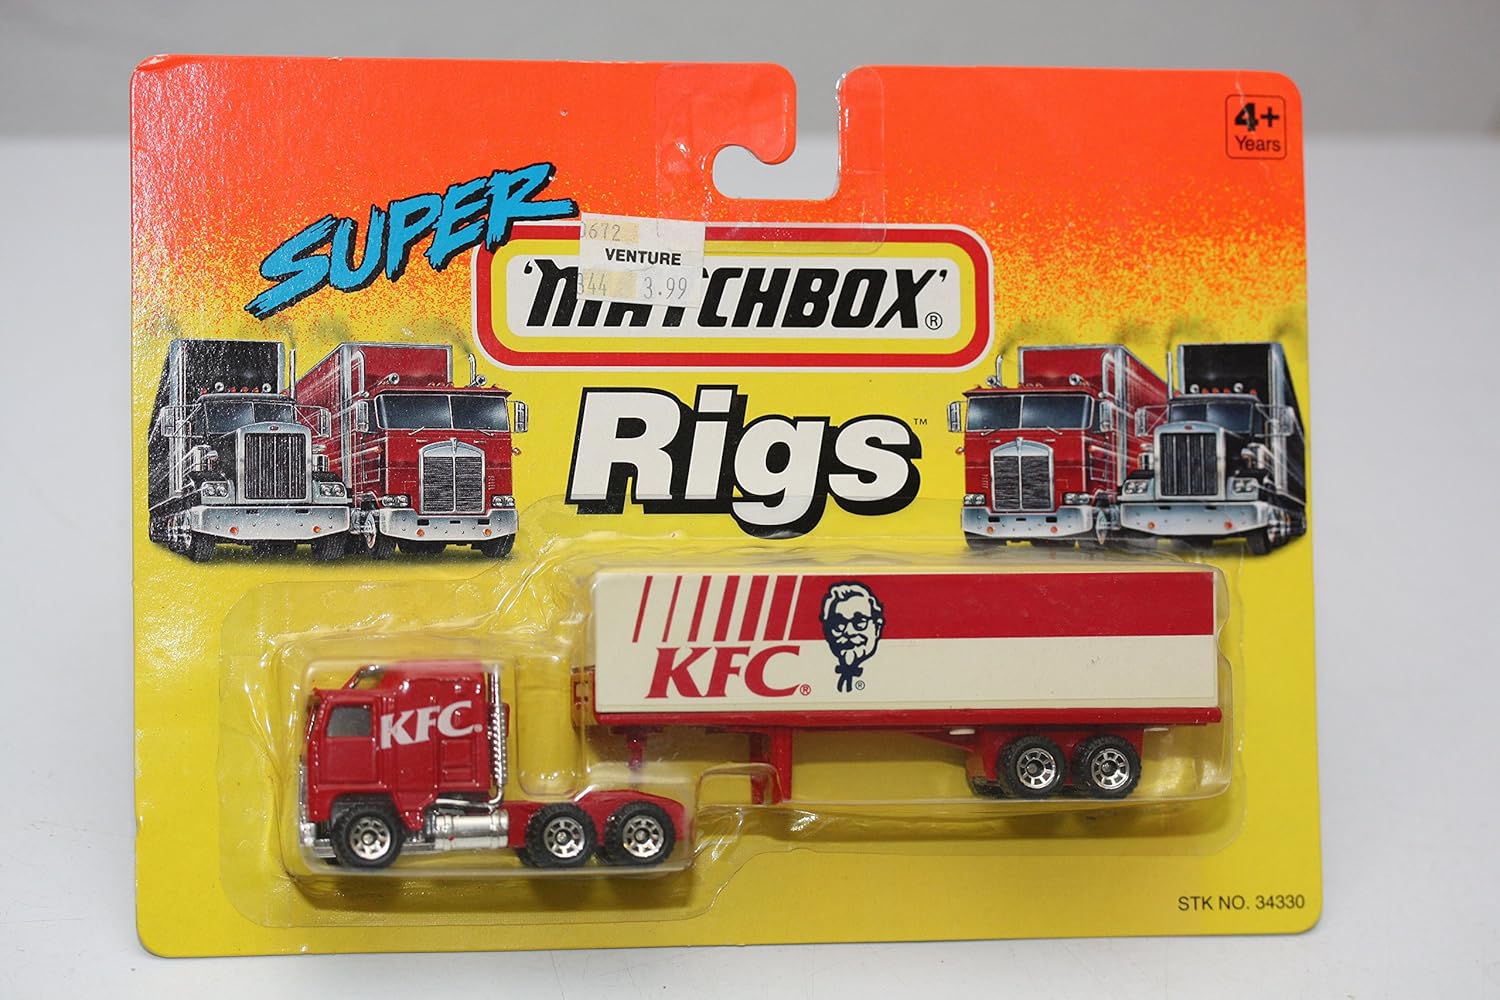 4+
Years
SUPER
0672
VENTURE
344 3.99
'MATCHBOX'®
Rigs™
KFC®
®
KFC®
STK NO. 34330